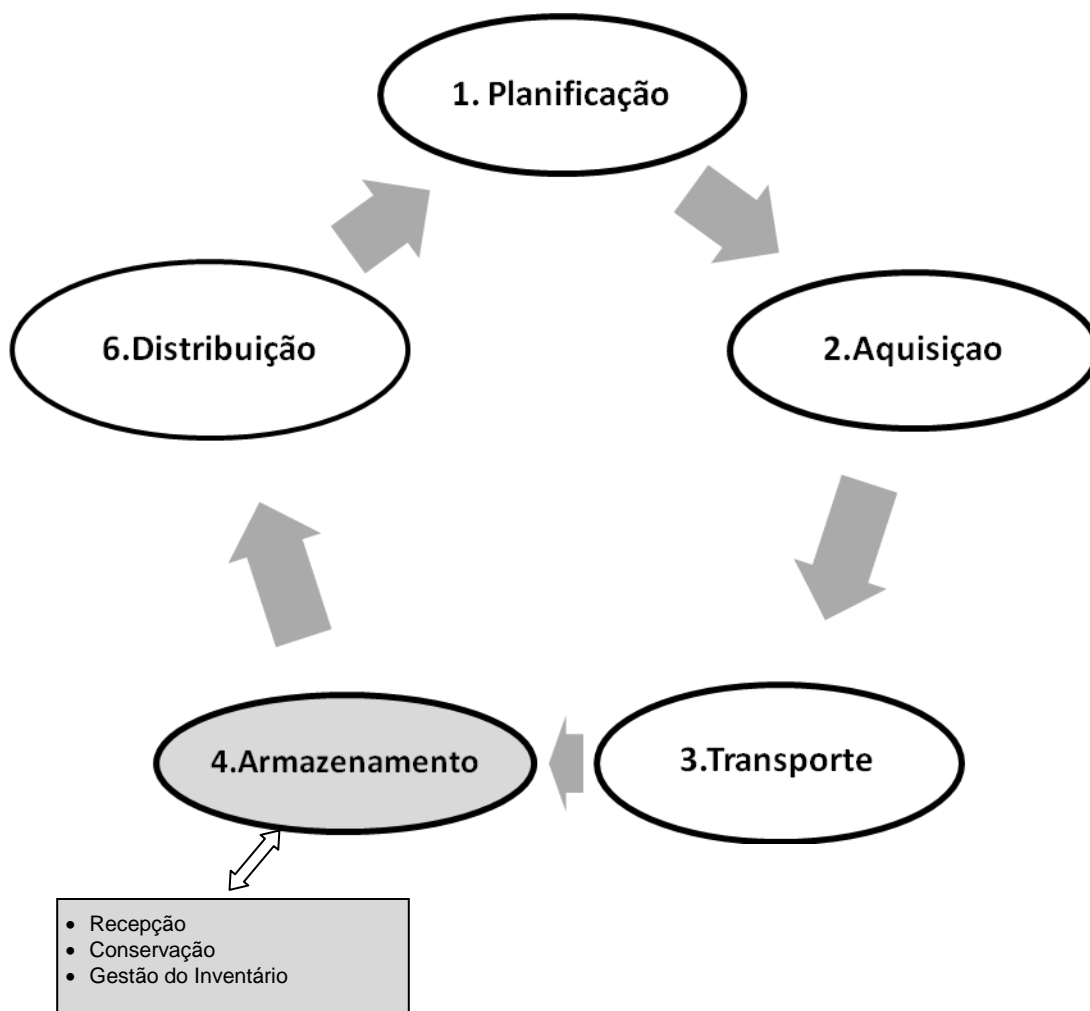 1. Planificação
2.Aquisiçao
3.Transporte
4.Armazenamento
6.Distribuição
• Recepção
• Conservação
• Gestão do Inventário